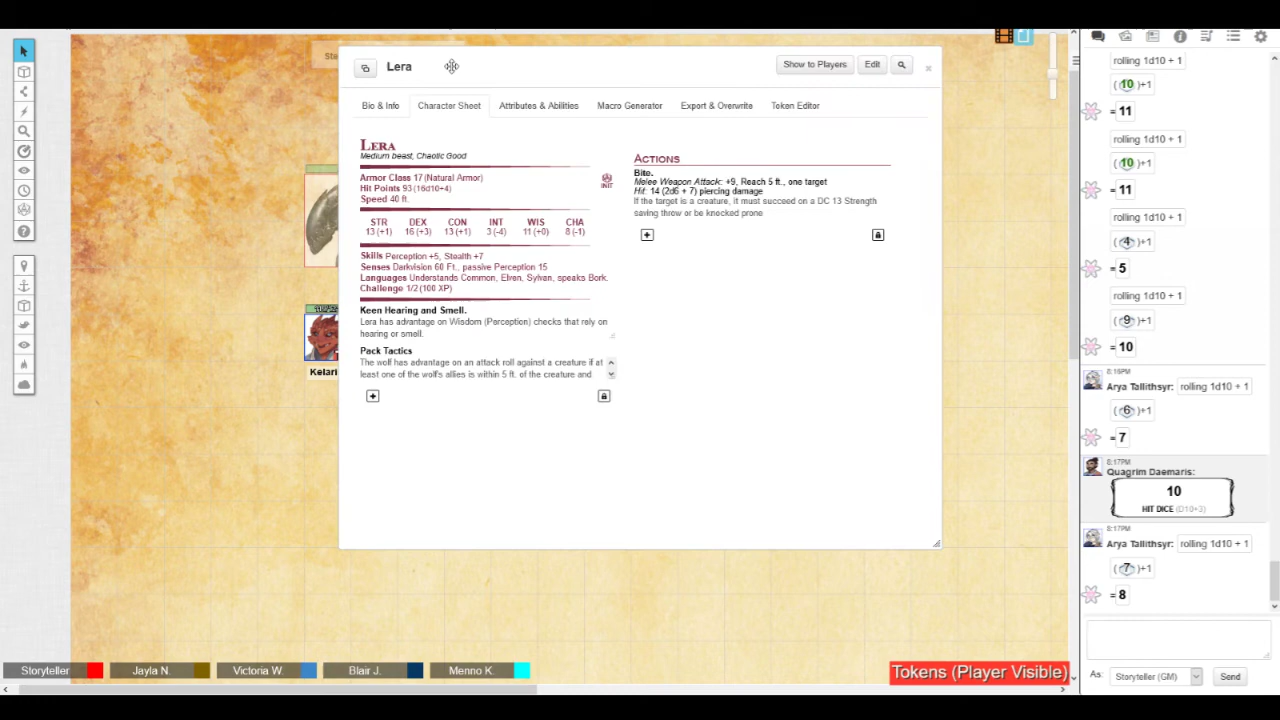 Lera
Show to Players
Edit
Bio & Info
Character Sheet
Attributes & Abilities
Macro Generator
Export & Overwrite
Token Editor
LERA
Medium beast, Chaotic Good
Armor Class 17 (Natural Armor)
Hit Points 93 (16d10+4)
Speed 40 ft.
INIT
STR DEX CON INT WIS CHA
13 (+1) 16 (+3) 13 (+1) 3 (-4) 11 (+0) 8 (-1)
Skills Perception +5, Stealth +7
Senses Darkvision 60 Ft., passive Perception 15
Languages Understands Common, Elven, Sylvan, speaks Bork.
Challenge 1/2 (100 XP)
Keen Hearing and Smell.
Lera has advantage on Wisdom (Perception) checks that rely on
hearing or smell.
Pack Tactics
The wolf has advantage on an attack roll against a creature if at
least one of the wolf's allies is within 5 ft. of the creature and
ACTIONS
Bite.
Melee Weapon Attack: +9, Reach 5 ft., one target
Hit: 14 (2d6 + 7) piercing damage
If the target is a creature, it must succeed on a DC 13 Strength
saving throw or be knocked prone
Ste
Kelari
Storyteller
Jayla N.
Victoria W.
Blair J.
Menno K.
Tokens (Player Visible)
rolling 1d10 + 1
(10)+1
= 11
rolling 1d10 + 1
(10)+1
= 11
rolling 1d10 + 1
(4)+1
= 5
rolling 1d10 + 1
(9)+1
= 10
8:16PM
Arya Tallithsyr: rolling 1d10 + 1
(6)+1
= 7
8:17PM
Quagrim Daemaris:
10
HIT DICE (D10+3)
8:17PM
Arya Tallithsyr: rolling 1d10 + 1
(7)+1
= 8
As: Storyteller (GM)
Send